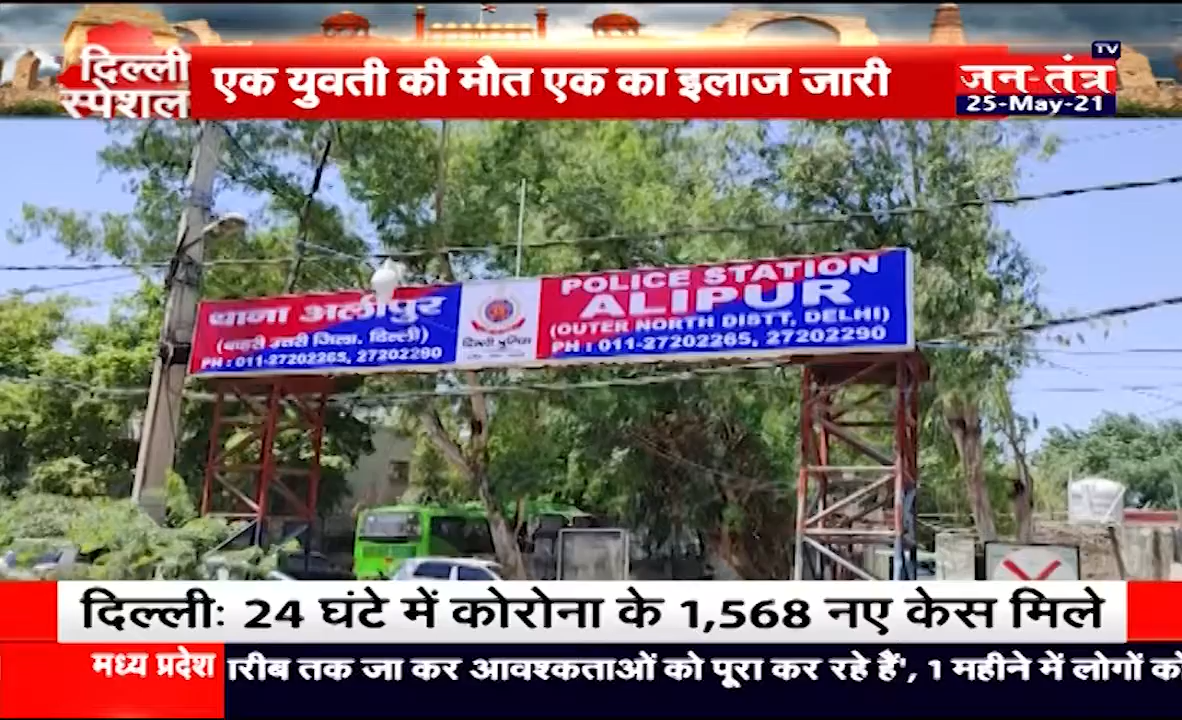 दिल्ली
स्पेशल
एक युवती की मौत एक का इलाज जारी
जन-तंत्र
TV
25-May-21
थाना अलीपुर
(बाहरी उत्तरी जिला, दिल्ली)
PH : 011-27202265, 27202290
दिल्ली पुलिस
POLICE STATION
ALIPUR
(OUTER NORTH DISTT, DELHI)
PH : 011-27202265, 27202290
दिल्ली: 24 घंटे में कोरोना के 1,568 नए केस मिले
मध्य प्रदेश
ारीब तक जा कर आवश्कताओं को पूरा कर रहे हैं', 1 महीने में लोगों को